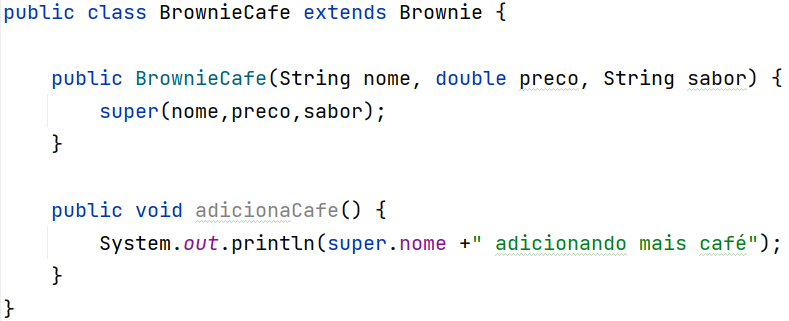 public class BrownieCafe extends Brownie {
    public BrownieCafe(String nome, double preco, String sabor) {
        super(nome,preco,sabor);
    }
    public void adicionaCafe() {
        System.out.println(super.nome +" adicionando mais café");
    }
}